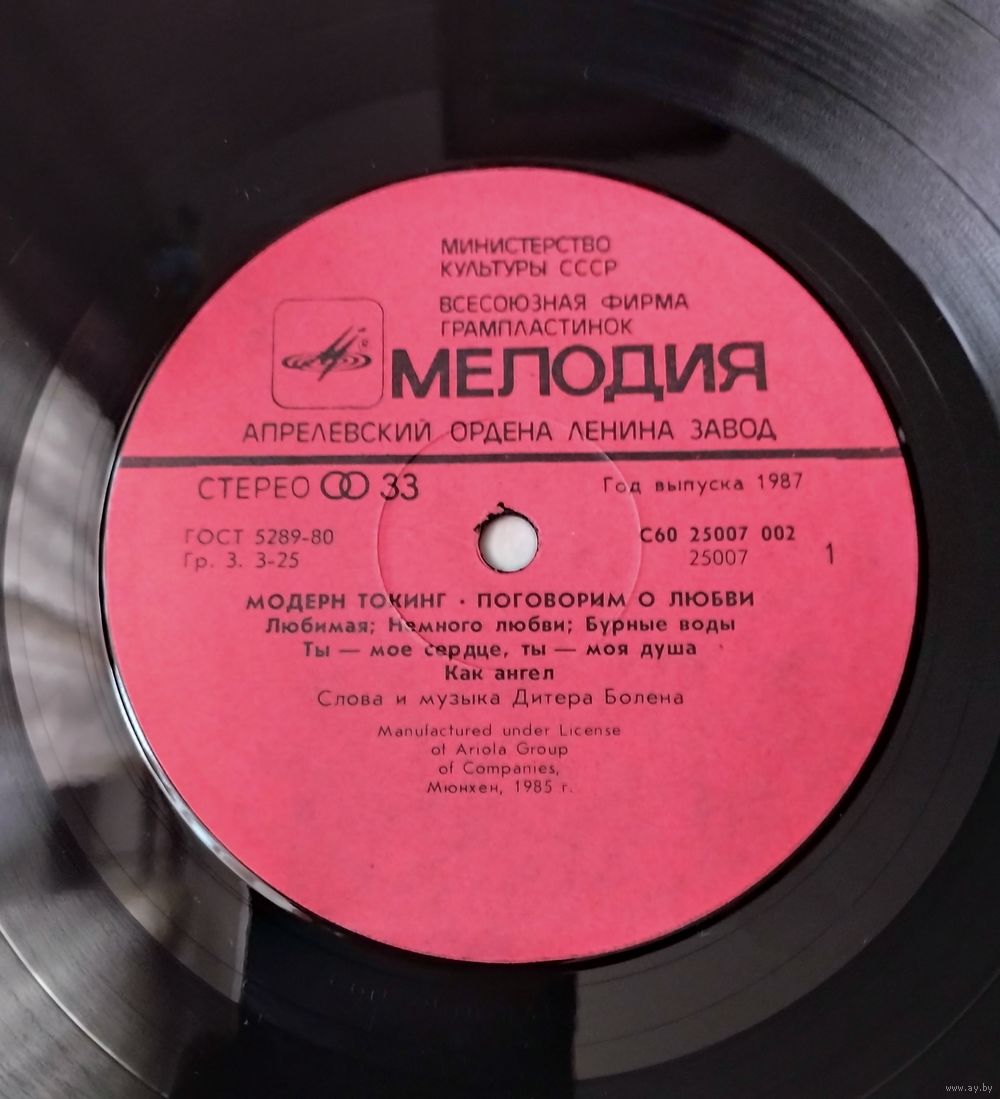 МИНИСТЕРСТВО
КУЛЬТУРЫ СССР
ВСЕСОЮЗНАЯ ФИРМА
ГРАМПЛАСТИНОК
МЕЛОДИЯ
АПРЕЛЕВСКИЙ ОРДЕНА ЛЕНИНА ЗАВОД
СТЕРЕО 33
Год выпуска 1987
ГОСТ 5289-80
Гр. 3. 3-25
С60 25007 002
25007
1
МОДЕРН ТОКИНГ · ПОГОВОРИМ О ЛЮБВИ
Любимая; Немного любви; Бурные воды
Ты — мое сердце, ты — моя душа
Как ангел
Слова и музыка Дитера Болена
Manufactured under License
of Ariola Group
of Companies,
Мюнхен, 1985 г.
www.ay.by